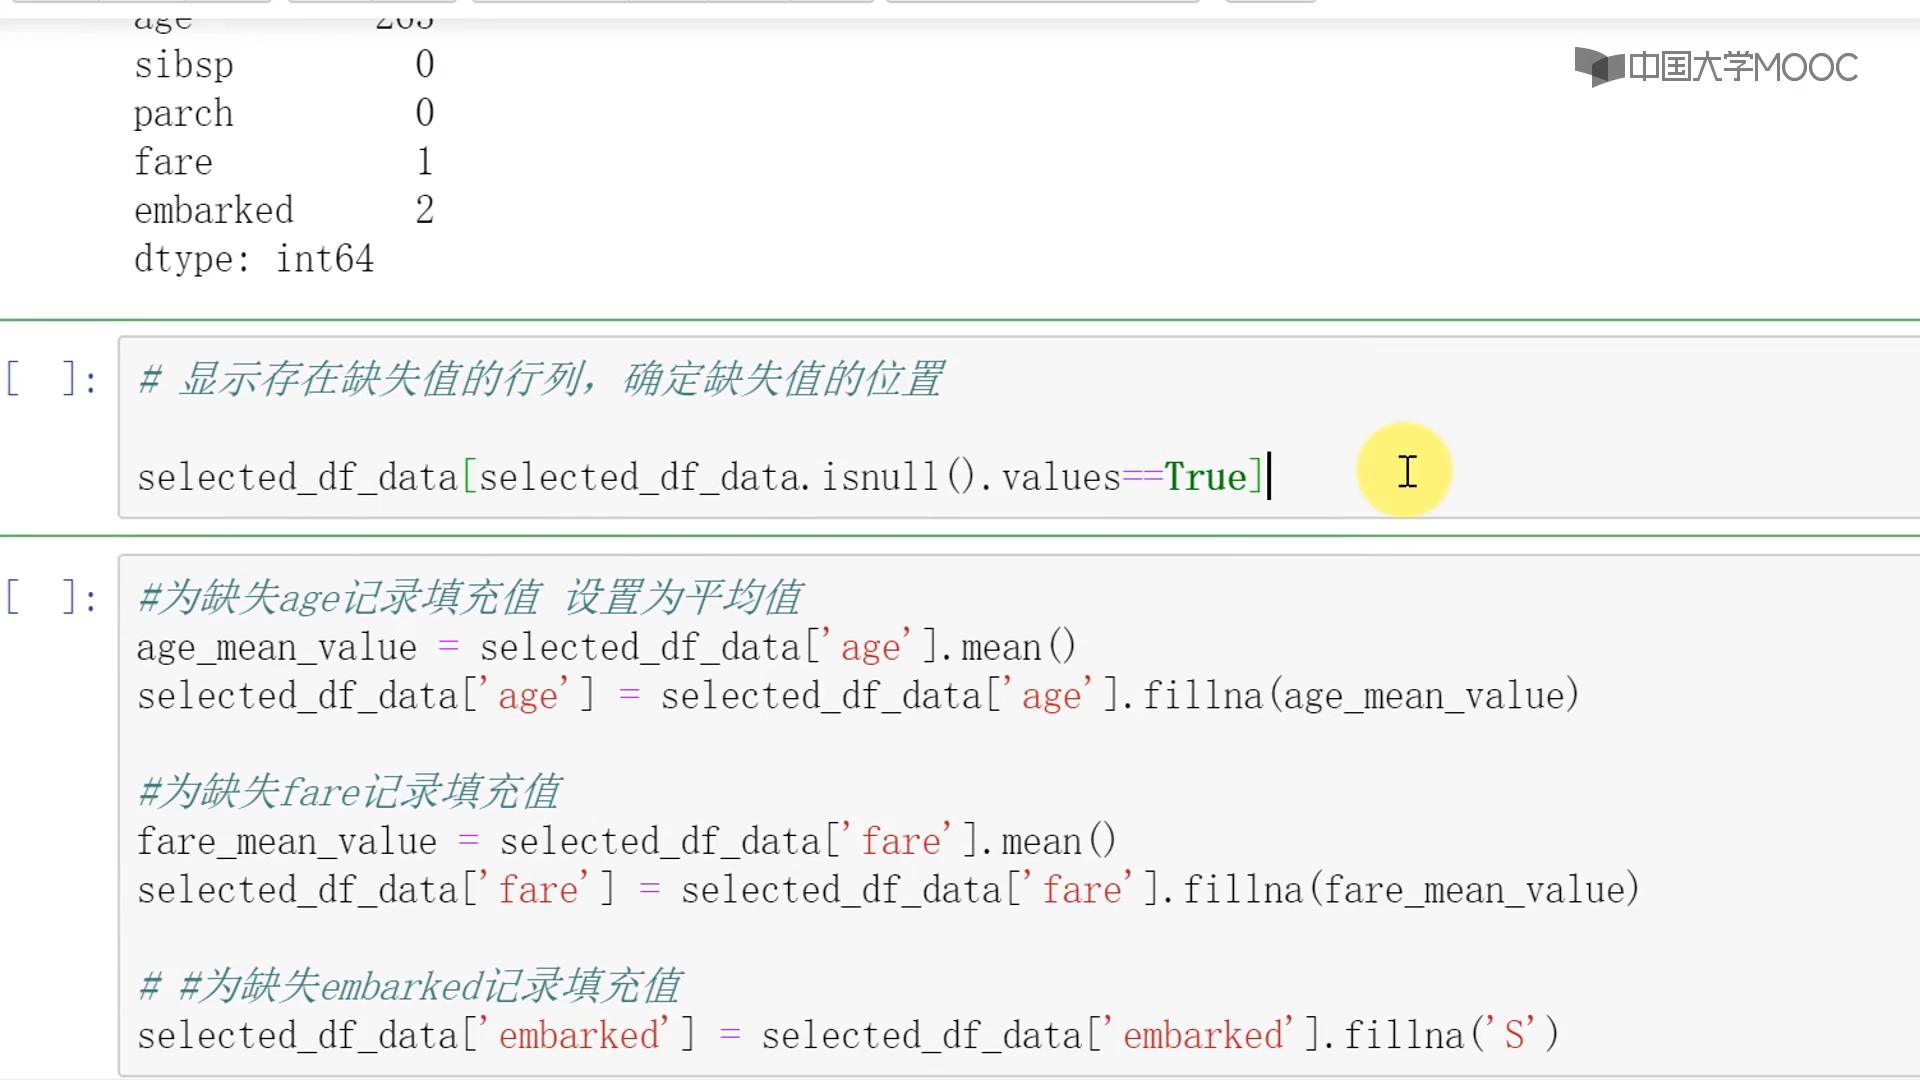 age 263
sibsp 0
parch 0
fare 1
embarked 2
dtype: int64
中国大学MOOC
[ ]:
# 显示存在缺失值的行列，确定缺失值的位置
selected_df_data[selected_df_data.isnull().values==True]
[ ]:
#为缺失age记录填充值 设置为平均值
age_mean_value = selected_df_data['age'].mean()
selected_df_data['age'] = selected_df_data['age'].fillna(age_mean_value)
#为缺失fare记录填充值
fare_mean_value = selected_df_data['fare'].mean()
selected_df_data['fare'] = selected_df_data['fare'].fillna(fare_mean_value)
# #为缺失embarked记录填充值
selected_df_data['embarked'] = selected_df_data['embarked'].fillna('S')